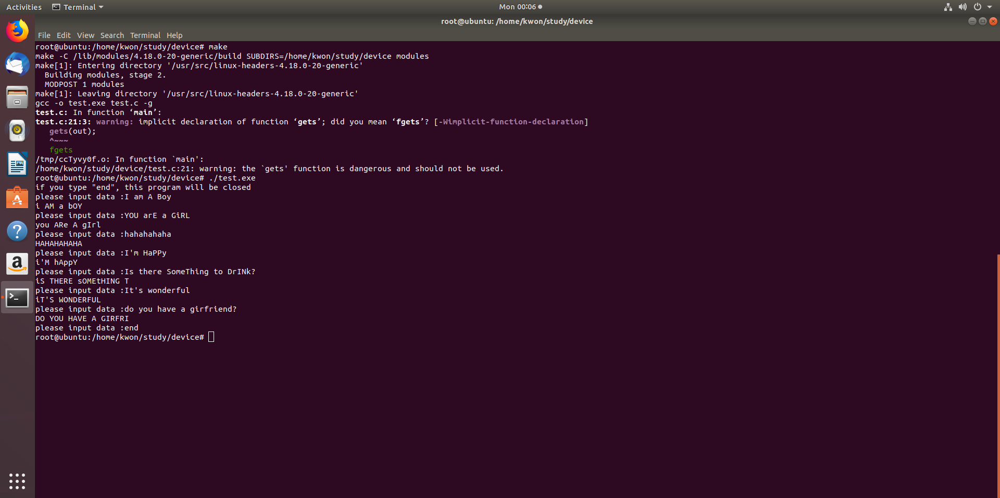 Activities
Terminal
Mon 00:06
root@ubuntu: /home/kwon/study/device
File Edit View Search Terminal Help
root@ubuntu:/home/kwon/study/device# make
make -C /lib/modules/4.18.0-20-generic/build SUBDIRS=/home/kwon/study/device modules
make[1]: Entering directory '/usr/src/linux-headers-4.18.0-20-generic'
  Building modules, stage 2.
  MODPOST 1 modules
make[1]: Leaving directory '/usr/src/linux-headers-4.18.0-20-generic'
gcc -o test.exe test.c -g
test.c: In function ‘main’:
test.c:21:3: warning: implicit declaration of function ‘gets’; did you mean ‘fgets’? [-Wimplicit-function-declaration]
   gets(out);
   ^~~~
   fgets
/tmp/ccTyvy0f.o: In function `main':
/home/kwon/study/device/test.c:21: warning: the `gets' function is dangerous and should not be used.
root@ubuntu:/home/kwon/study/device# ./test.exe
if you type "end", this program will be closed
please input data :I am A Boy
i AM a bOY
please input data :YOU arE a GiRL
you ARe A gIrl
please input data :hahahahaha
HAHAHAHAHA
please input data :I'm HaPPy
i'M hAppY
please input data :Is there SomeThing to DrINk?
iS THERE sOMEtHING T
please input data :It's wonderful
iT'S WONDERFUL
please input data :do you have a girfriend?
DO YOU HAVE A GIRFRI
please input data :end
root@ubuntu:/home/kwon/study/device#